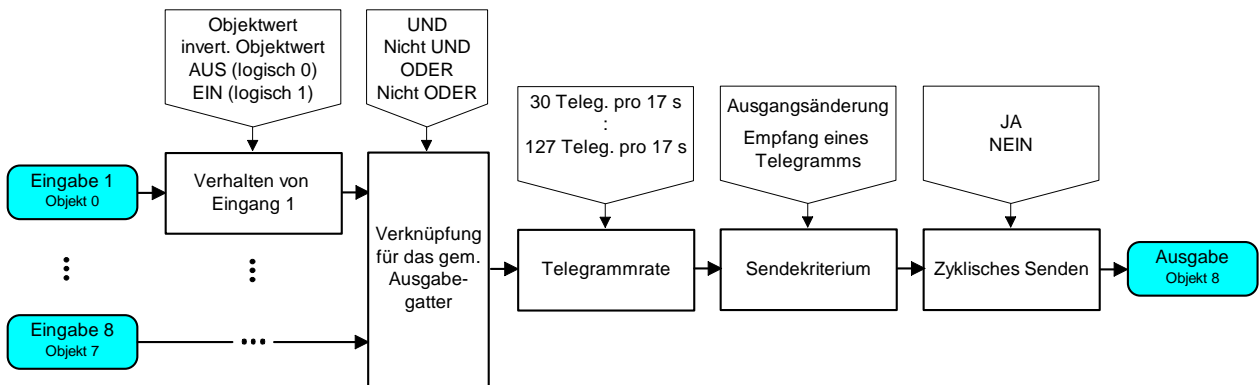 Objektwert
invert. Objektwert
AUS (logisch 0)
EIN (logisch 1)
UND
Nicht UND
ODER
Nicht ODER
30 Teleg. pro 17 s
:
127 Teleg. pro 17 s
Ausgangsänderung
Empfang eines
Telegramms
JA
NEIN
Eingabe 1
Objekt 0
Verhalten von
Eingang 1
Verknüpfung
für das gem.
Ausgabe-
gatter
Telegrammrate
Sendekriterium
Zyklisches Senden
Ausgabe
Objekt 8
Eingabe 8
Objekt 7